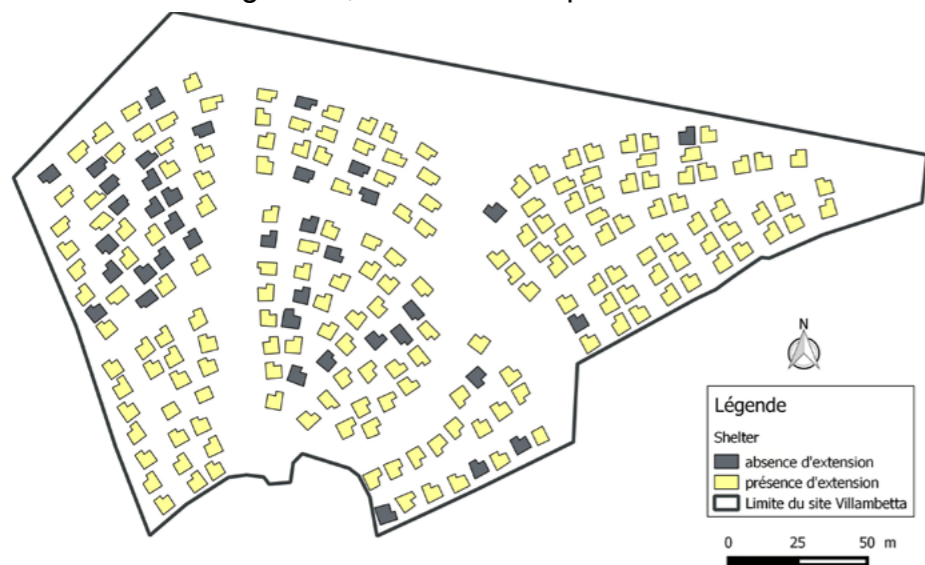 N
Légende
Shelter
absence d'extension
présence d'extension
Limite du site Villambetta
0 25 50 m